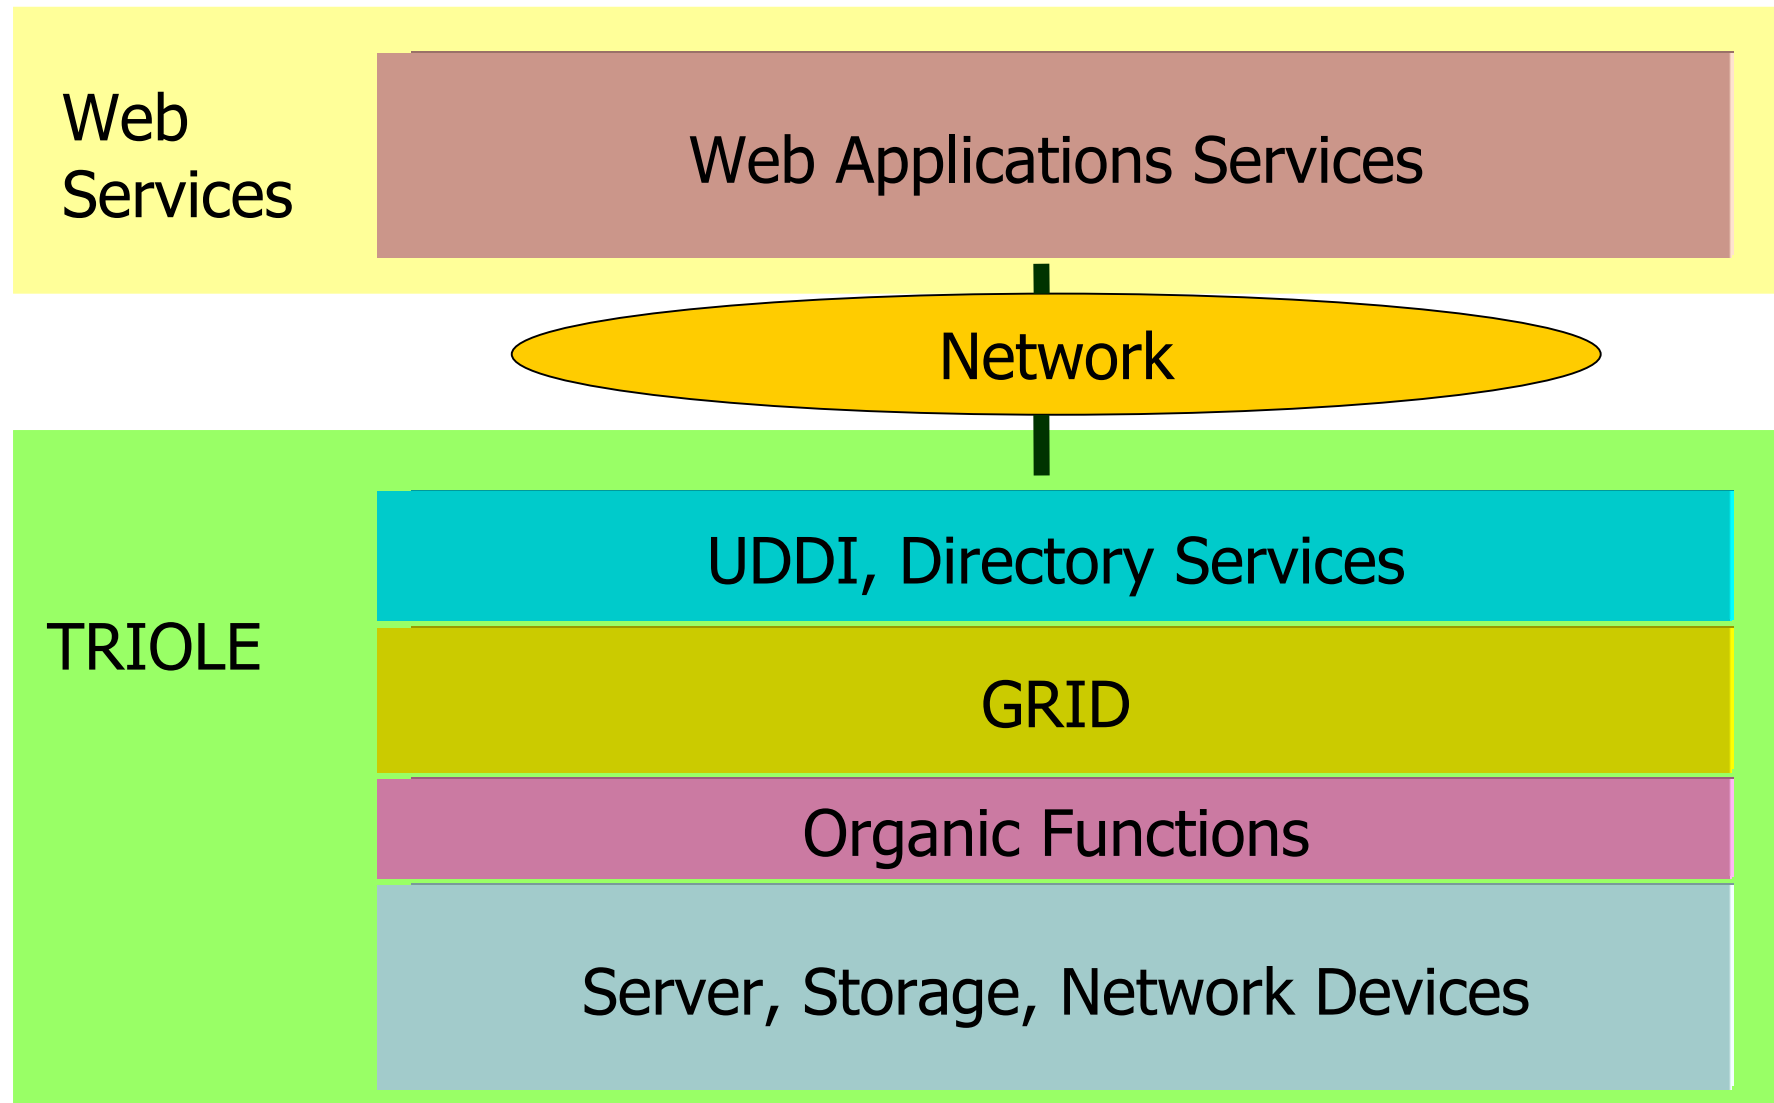 Web
Services
Web Applications Services
Network
TRIOLE
UDDI, Directory Services
GRID
Organic Functions
Server, Storage, Network Devices